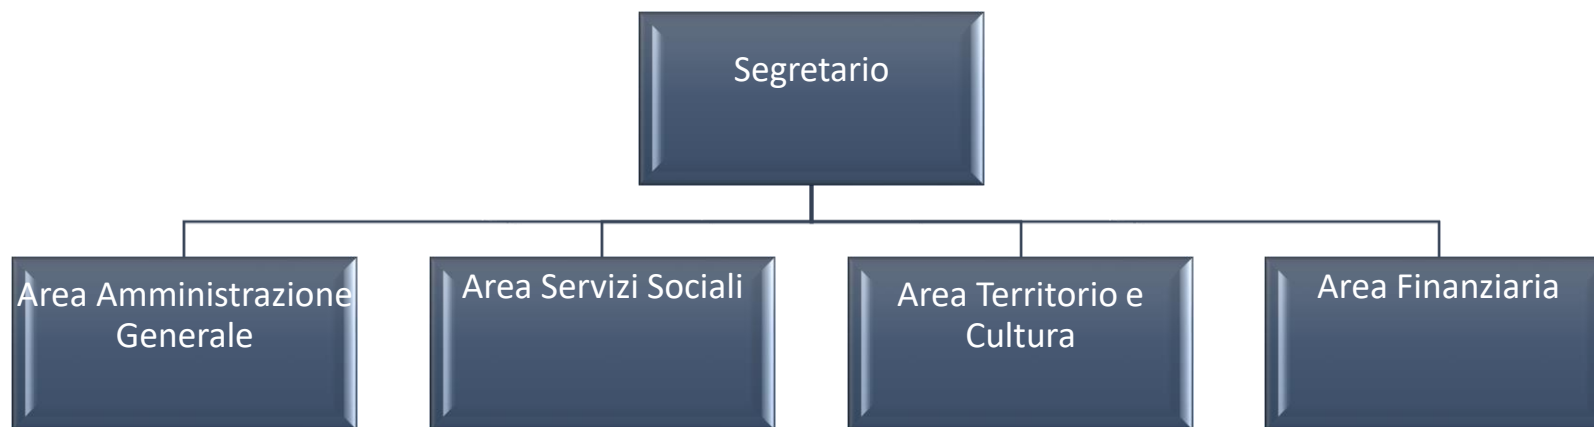 Segretario
Area Amministrazione
Generale
Area Servizi Sociali
Area Territorio e
Cultura
Area Finanziaria